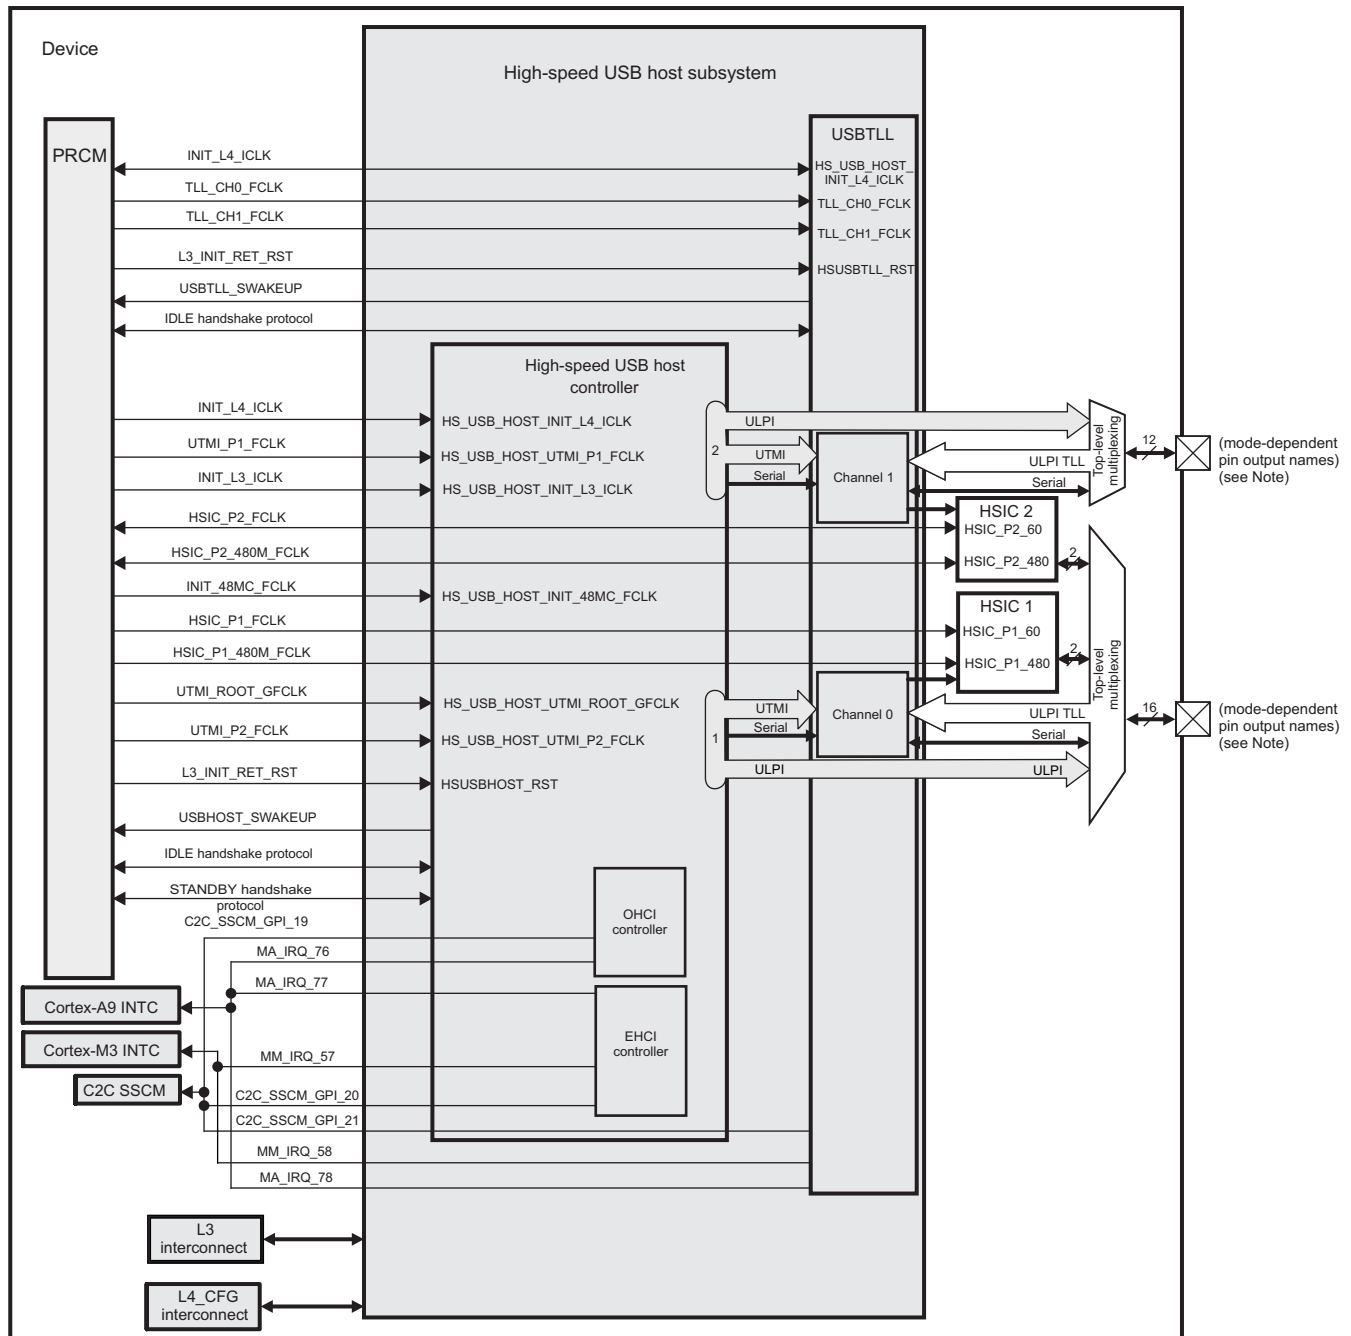 Device
High-speed USB host subsystem
PRCM
USBTLL
INIT_L4_ICLK
HS_USB_HOST_
INIT_L4_ICLK
TLL_CH0_FCLK
TLL_CH0_FCLK
TLL_CH1_FCLK
TLL_CH1_FCLK
L3_INIT_RET_RST
HSUSBTLL_RST
USBTLL_SWAKEUP
IDLE handshake protocol
High-speed USB host
controller
INIT_L4_ICLK
HS_USB_HOST_INIT_L4_ICLK
UTMI_P1_FCLK
HS_USB_HOST_UTMI_P1_FCLK
INIT_L3_ICLK
HS_USB_HOST_INIT_L3_ICLK
HSIC_P2_FCLK
HSIC_P2_480M_FCLK
INIT_48MC_FCLK
HS_USB_HOST_INIT_48MC_FCLK
HSIC_P1_FCLK
HSIC_P1_480M_FCLK
UTMI_ROOT_GFCLK
HS_USB_HOST_UTMI_ROOT_GFCLK
UTMI_P2_FCLK
HS_USB_HOST_UTMI_P2_FCLK
L3_INIT_RET_RST
HSUSBHOST_RST
USBHOST_SWAKEUP
IDLE handshake protocol
STANDBY handshake
protocol
2
ULPI
UTMI
Serial
Channel 1
ULPI TLL
Serial
Top-level
multiplexing
12
(mode-dependent
pin output names)
(see Note)
HSIC 2
HSIC_P2_60
HSIC_P2_480
2
HSIC 1
HSIC_P1_60
HSIC_P1_480
2
Top-level
multiplexing
1
UTMI
Serial
ULPI
Channel 0
ULPI TLL
Serial
ULPI
16
(mode-dependent
pin output names)
(see Note)
C2C_SSCM_GPI_19
OHCI
controller
MA_IRQ_76
MA_IRQ_77
Cortex-A9 INTC
EHCI
controller
Cortex-M3 INTC
MM_IRQ_57
C2C SSCM
C2C_SSCM_GPI_20
C2C_SSCM_GPI_21
MM_IRQ_58
MA_IRQ_78
L3
interconnect
L4_CFG
interconnect